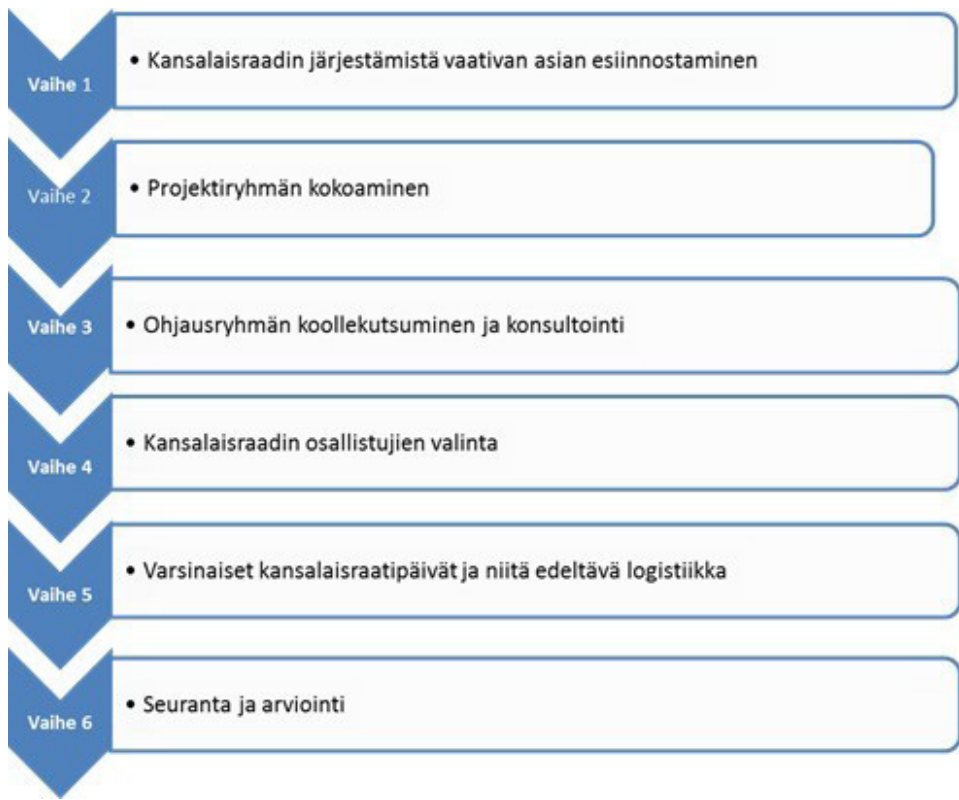 Vaihe 1
• Kansalaisraadin järjestämistä vaativan asian esiinnostaminen
Vaihe 2
• Projektiryhmän kokoaminen
Vaihe 3
• Ohjausryhmän koollekutsuminen ja konsultointi
Vaihe 4
• Kansalaisraadin osallistujien valinta
Vaihe 5
• Varsinaiset kansalaisraatipäivät ja niitä edeltävä logistiikka
Vaihe 6
• Seuranta ja arviointi